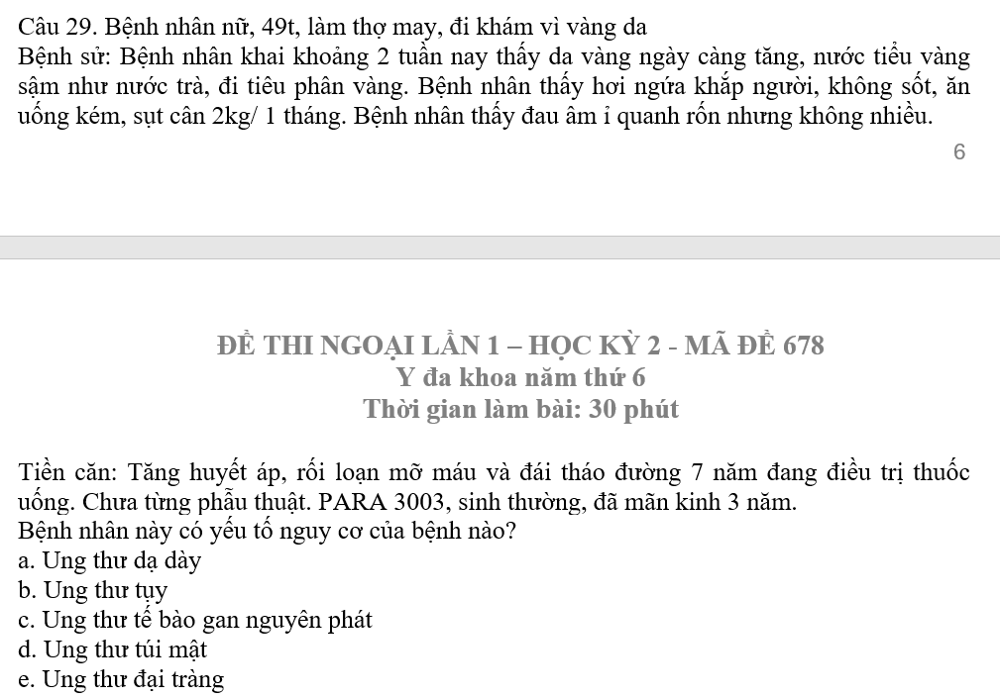 Câu 29. Bệnh nhân nữ, 49t, làm thợ may, đi khám vì vàng da
Bệnh sử: Bệnh nhân khai khoảng 2 tuần nay thấy da vàng ngày càng tăng, nước tiểu vàng
sậm như nước trà, đi tiêu phân vàng. Bệnh nhân thấy hơi ngứa khắp người, không sốt, ăn
uống kém, sụt cân 2kg/ 1 tháng. Bệnh nhân thấy đau âm ỉ quanh rốn nhưng không nhiều.
6
ĐỀ THI NGOẠI LẦN 1 – HỌC KỲ 2 - MÃ ĐỀ 678
Y đa khoa năm thứ 6
Thời gian làm bài: 30 phút
Tiền căn: Tăng huyết áp, rối loạn mỡ máu và đái tháo đường 7 năm đang điều trị thuốc
uống. Chưa từng phẫu thuật. PARA 3003, sinh thường, đã mãn kinh 3 năm.
Bệnh nhân này có yếu tố nguy cơ của bệnh nào?
a. Ung thư dạ dày
b. Ung thư tụy
c. Ung thư tế bào gan nguyên phát
d. Ung thư túi mật
e. Ung thư đại tràng